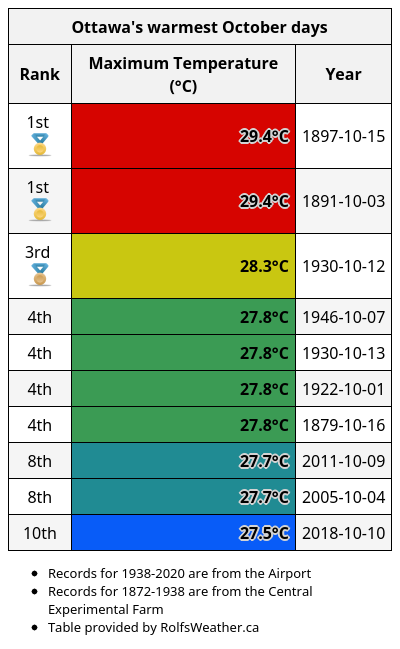 Ottawa's warmest October days
Rank Maximum Temperature (°C) Year
1st 29.4°C 1897-10-15
1st 29.4°C 1891-10-03
3rd 28.3°C 1930-10-12
4th 27.8°C 1946-10-07
4th 27.8°C 1930-10-13
4th 27.8°C 1922-10-01
4th 27.8°C 1879-10-16
8th 27.7°C 2011-10-09
8th 27.7°C 2005-10-04
10th 27.5°C 2018-10-10
• Records for 1938-2020 are from the Airport
• Records for 1872-1938 are from the Central
Experimental Farm
• Table provided by RolfsWeather.ca